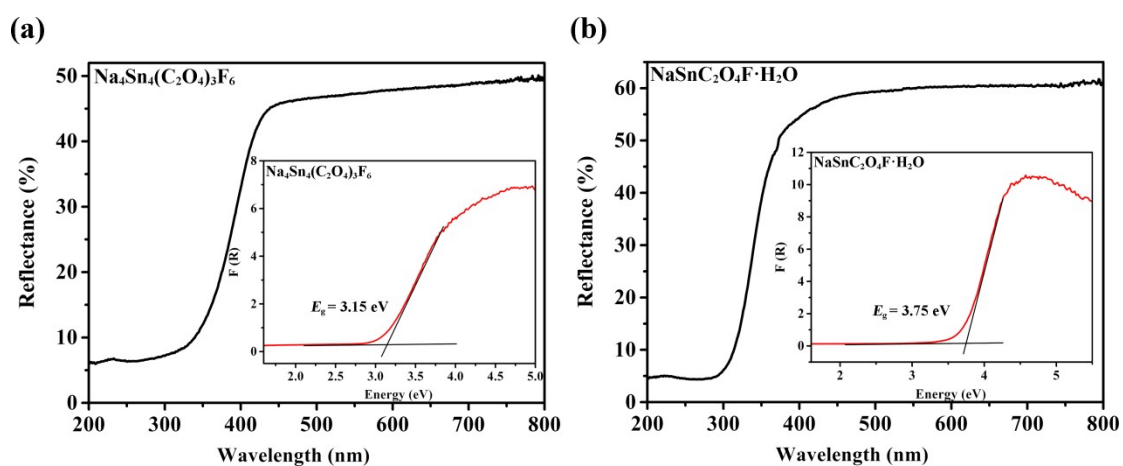 (a)
Na₄Sn₄(C₂O₄)₃F₆
50
40
30
20
10
0
Reflectance (%)
200 300 400 500 600 700 800
Wavelength (nm)
Na₄Sn₄(C₂O₄)₃F₆
8
6
4
2
0
F (R)
E_g = 3.15 eV
2.0 2.5 3.0 3.5 4.0 4.5 5.0
Energy (eV)
(b)
NaSnC₂O₄F·H₂O
60
50
40
30
20
10
0
Reflectance (%)
200 300 400 500 600 700 800
Wavelength (nm)
NaSnC₂O₄F·H₂O
12
10
8
6
4
2
0
F (R)
E_g = 3.75 eV
2 3 4 5
Energy (eV)